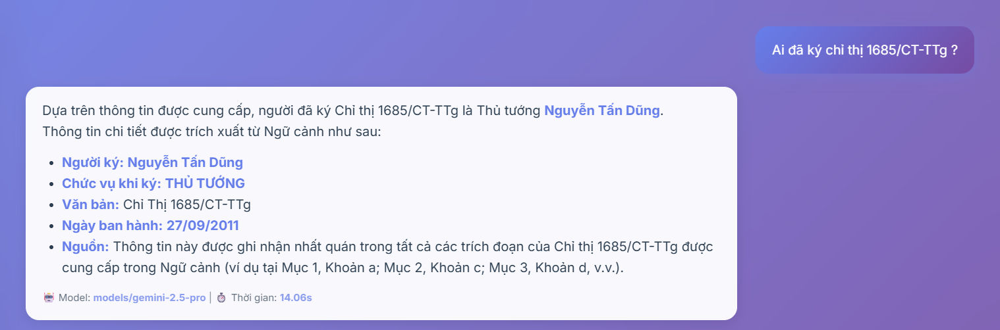 Ai đã ký chỉ thị 1685/CT-TTg ?
Dựa trên thông tin được cung cấp, người đã ký Chỉ thị 1685/CT-TTg là Thủ tướng Nguyễn Tấn Dũng.
Thông tin chi tiết được trích xuất từ Ngữ cảnh như sau:
• Người ký: Nguyễn Tấn Dũng
• Chức vụ khi ký: THỦ TƯỚNG
• Văn bản: Chỉ Thị 1685/CT-TTg
• Ngày ban hành: 27/09/2011
• Nguồn: Thông tin này được ghi nhận nhất quán trong tất cả các trích đoạn của Chỉ thị 1685/CT-TTg được
cung cấp trong Ngữ cảnh (ví dụ tại Mục 1, Khoản a; Mục 2, Khoản c; Mục 3, Khoản d, v.v.).
🤖 Model: models/gemini-2.5-pro | ⏱️ Thời gian: 14.06s